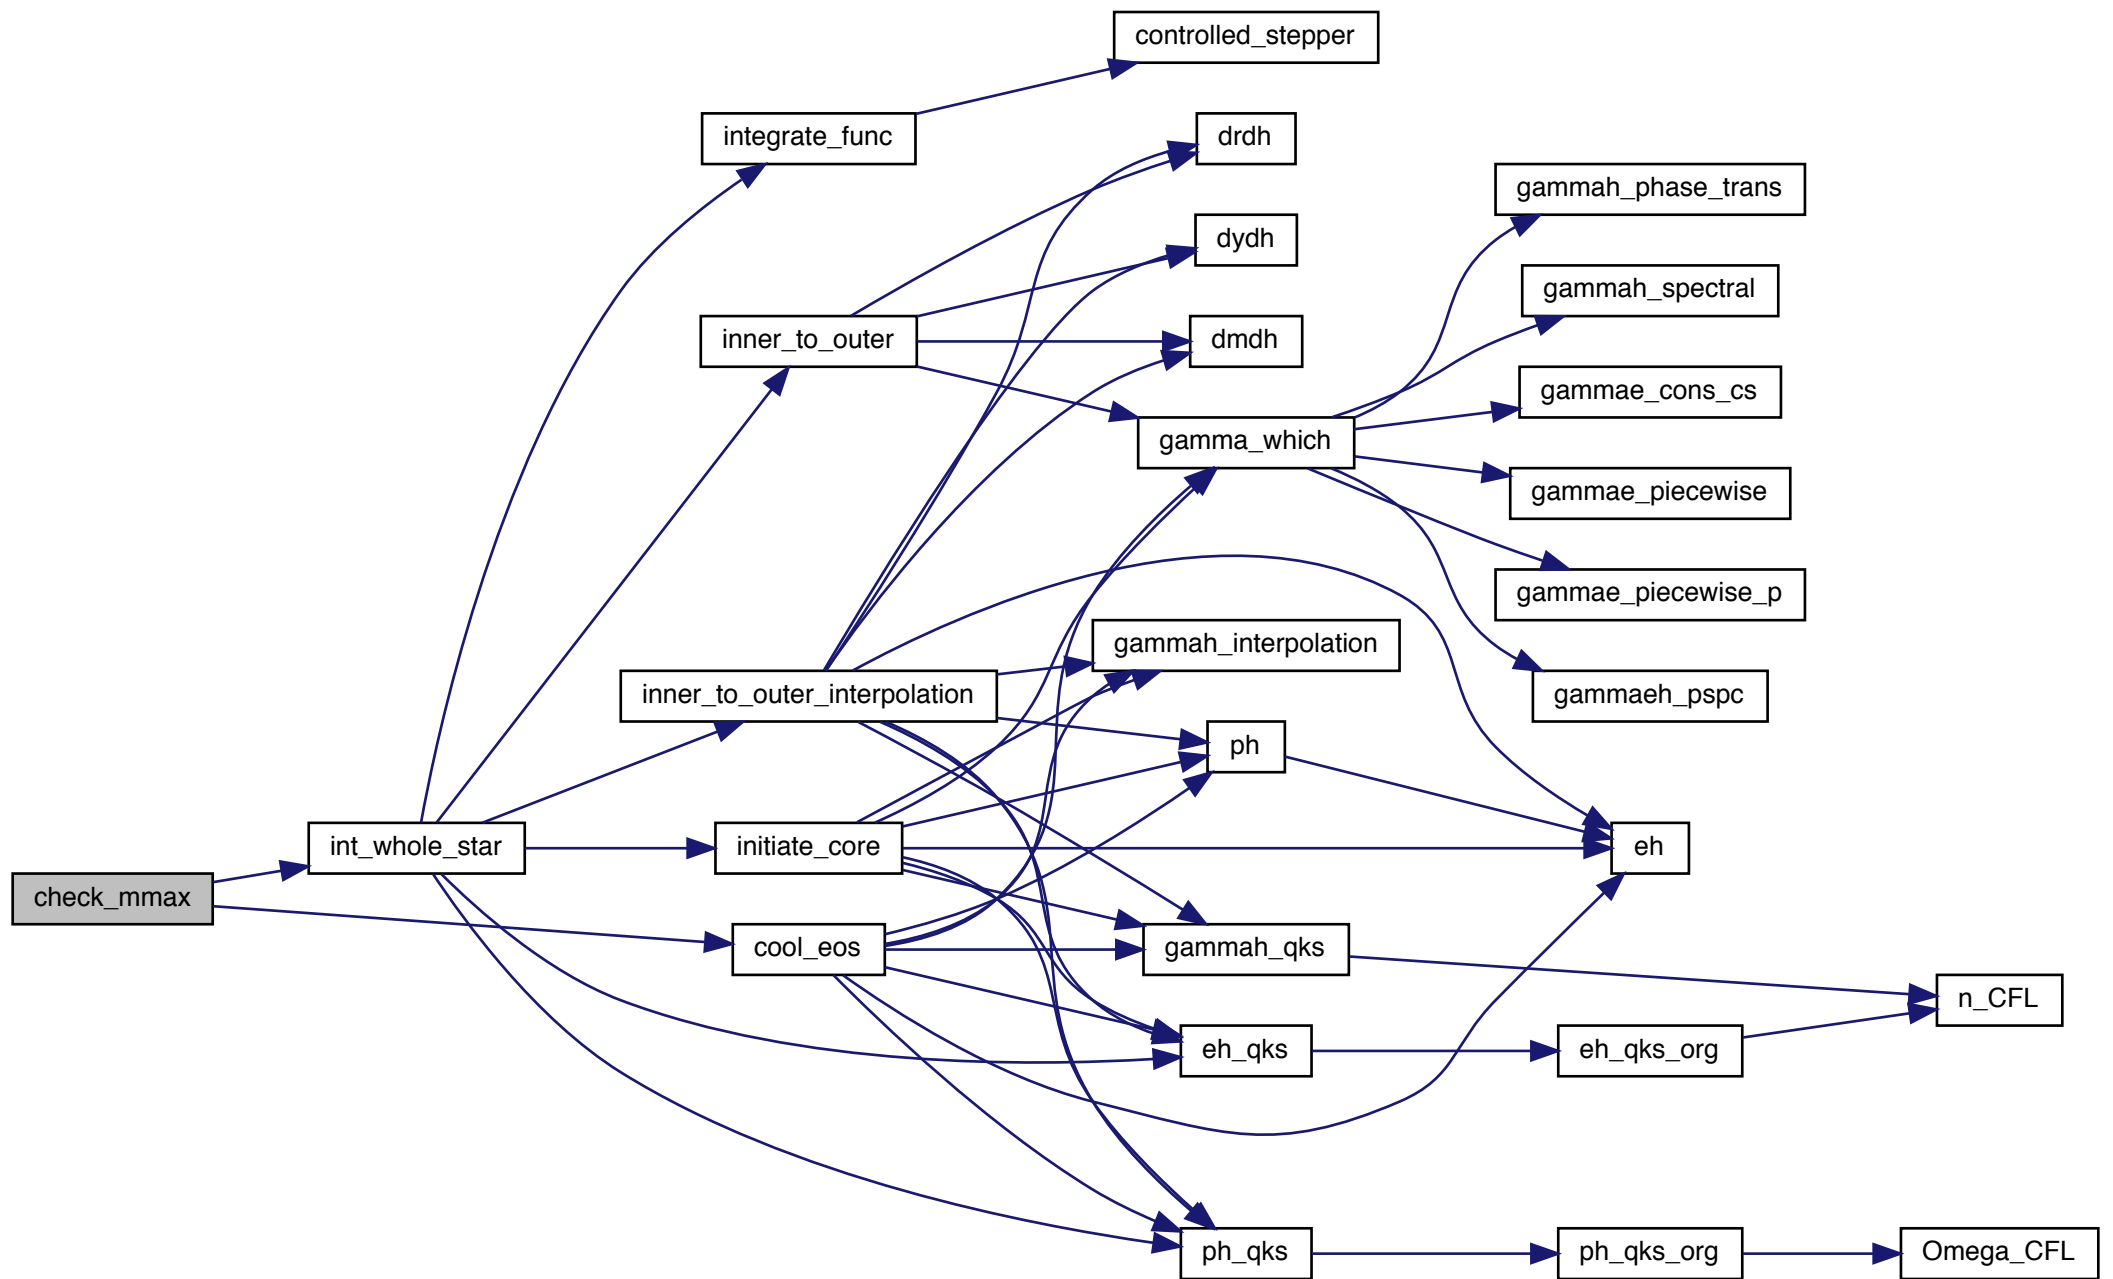 controlled_stepper
integrate_func
drdh
gammah_phase_trans
dydh
gammah_spectral
inner_to_outer
dmdh
gammae_cons_cs
gamma_which
gammae_piecewise
gammae_piecewise_p
gammah_interpolation
inner_to_outer_interpolation
gammaeh_pspc
ph
int_whole_star
initiate_core
eh
check_mmax
cool_eos
gammah_qks
n_CFL
eh_qks
eh_qks_org
ph_qks
ph_qks_org
Omega_CFL